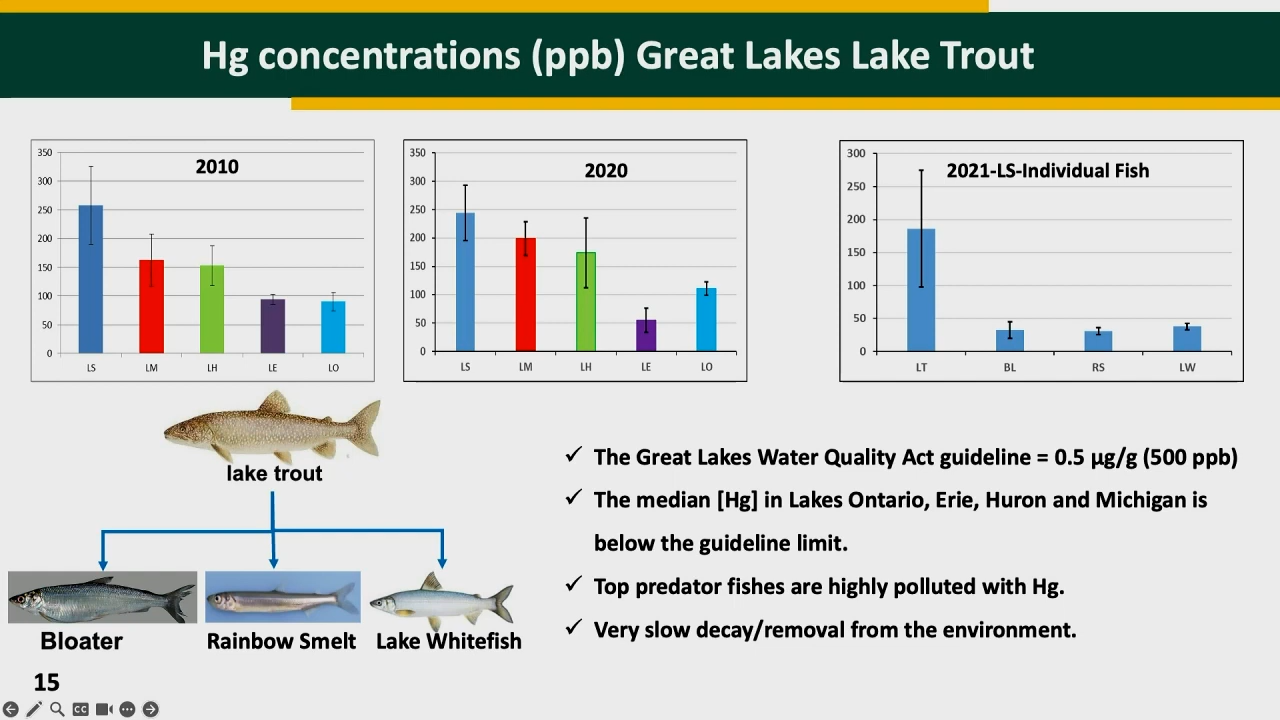 Hg concentrations (ppb) Great Lakes Lake Trout
2010
350
300
250
200
150
100
50
0
LS LM LH LE LO
2020
350
300
250
200
150
100
50
0
LS LM LH LE LO
2021-LS-Individual Fish
300
250
200
150
100
50
0
LT BL RS LW
lake trout
Bloater Rainbow Smelt Lake Whitefish
✓ The Great Lakes Water Quality Act guideline = 0.5 µg/g (500 ppb)
✓ The median [Hg] in Lakes Ontario, Erie, Huron and Michigan is
below the guideline limit.
✓ Top predator fishes are highly polluted with Hg.
✓ Very slow decay/removal from the environment.
15
CC